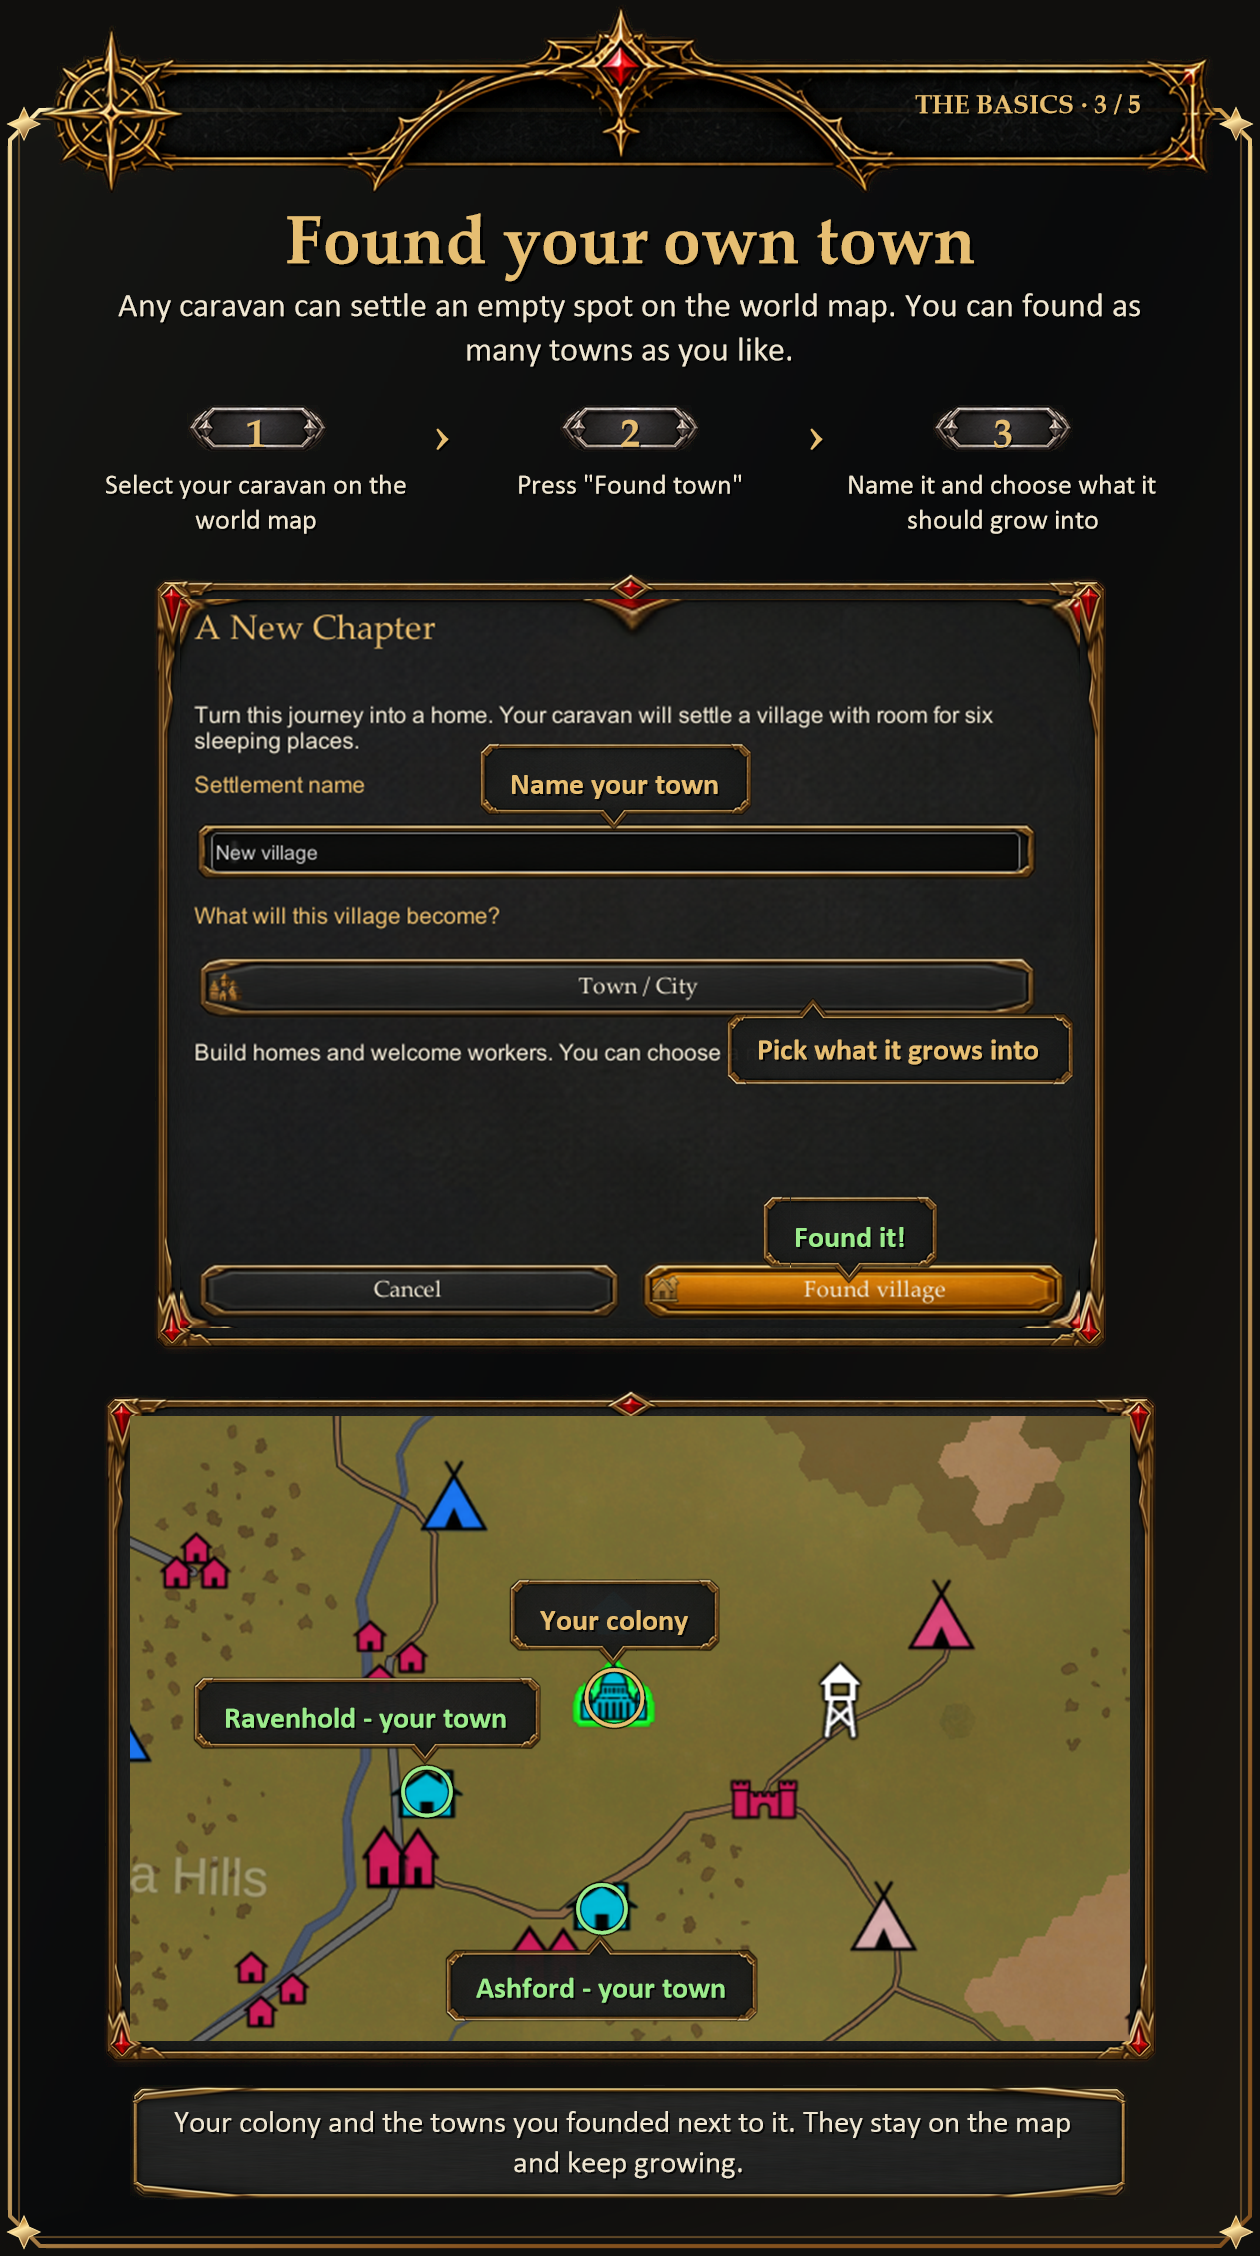 THE BASICS · 3 / 5
Found your own town
Any caravan can settle an empty spot on the world map. You can found as
many towns as you like.
1 › 2 › 3
Select your caravan on the
world map
Press "Found town"
Name it and choose what it
should grow into
A New Chapter
Turn this journey into a home. Your caravan will settle a village with room for six
sleeping places.
Settlement name
Name your town
New village
What will this village become?
Town / City
Build homes and welcome workers. You can choose
Pick what it grows into
Found it!
Cancel
Found village
Your colony
Ravenhold - your town
a Hills
Ashford - your town
Your colony and the towns you founded next to it. They stay on the map
and keep growing.